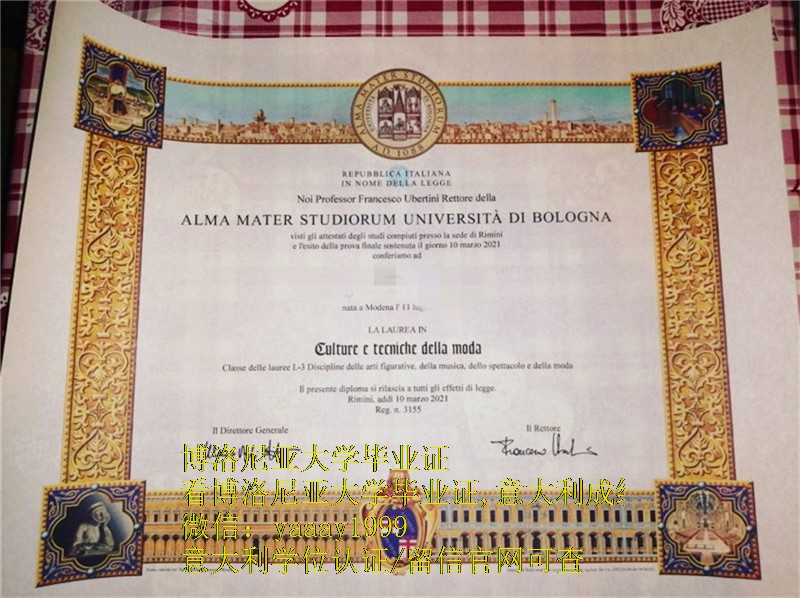 ALMA MATER STUDIORUM
A.D. 1088
REPUBBLICA ITALIANA
IN NOME DELLA LEGGE
Noi Professor Francesco Ubertini Rettore della
ALMA MATER STUDIORUM UNIVERSITÀ DI BOLOGNA
visti gli attestati degli studi compiuti presso la sede di Rimini
e l'esito della prova finale sostenuta il giorno 10 marzo 2021
conferiamo ad
nata a Modena l' 11
LA LAUREA IN
Culture e tecniche della moda
Classe delle lauree L-3 Discipline delle arti figurative, della musica, dello spettacolo e della moda
Il presente diploma si rilascia a tutti gli effetti di legge.
Rimini, addì 10 marzo 2021
Reg. n. 3155
Il Direttore Generale
Il Rettore
博洛尼亚大学毕业证
看博洛尼亚大学毕业证,意大利成
微信: yaaay1999
意大利学位认证/留信官网可查